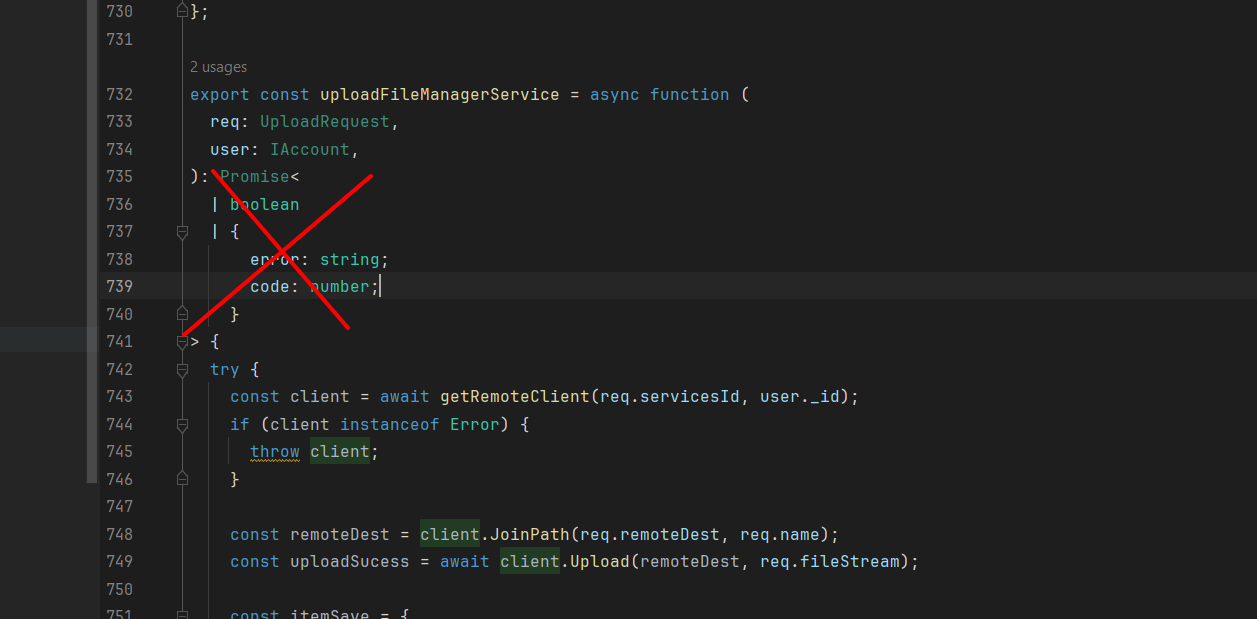 730 };
731
2 usages
732 export const uploadFileManagerService = async function (
733 req: UploadRequest,
734 user: IAccount,
735 ): Promise<
736 | boolean
737 | {
738 error: string;
739 code: number;
740 }
741 > {
742 try {
743 const client = await getRemoteClient(req.servicesId, user._id);
744 if (client instanceof Error) {
745 throw client;
746 }
747
748 const remoteDest = client.JoinPath(req.remoteDest, req.name);
749 const uploadSucess = await client.Upload(remoteDest, req.fileStream);
750
751 const itemSave = {